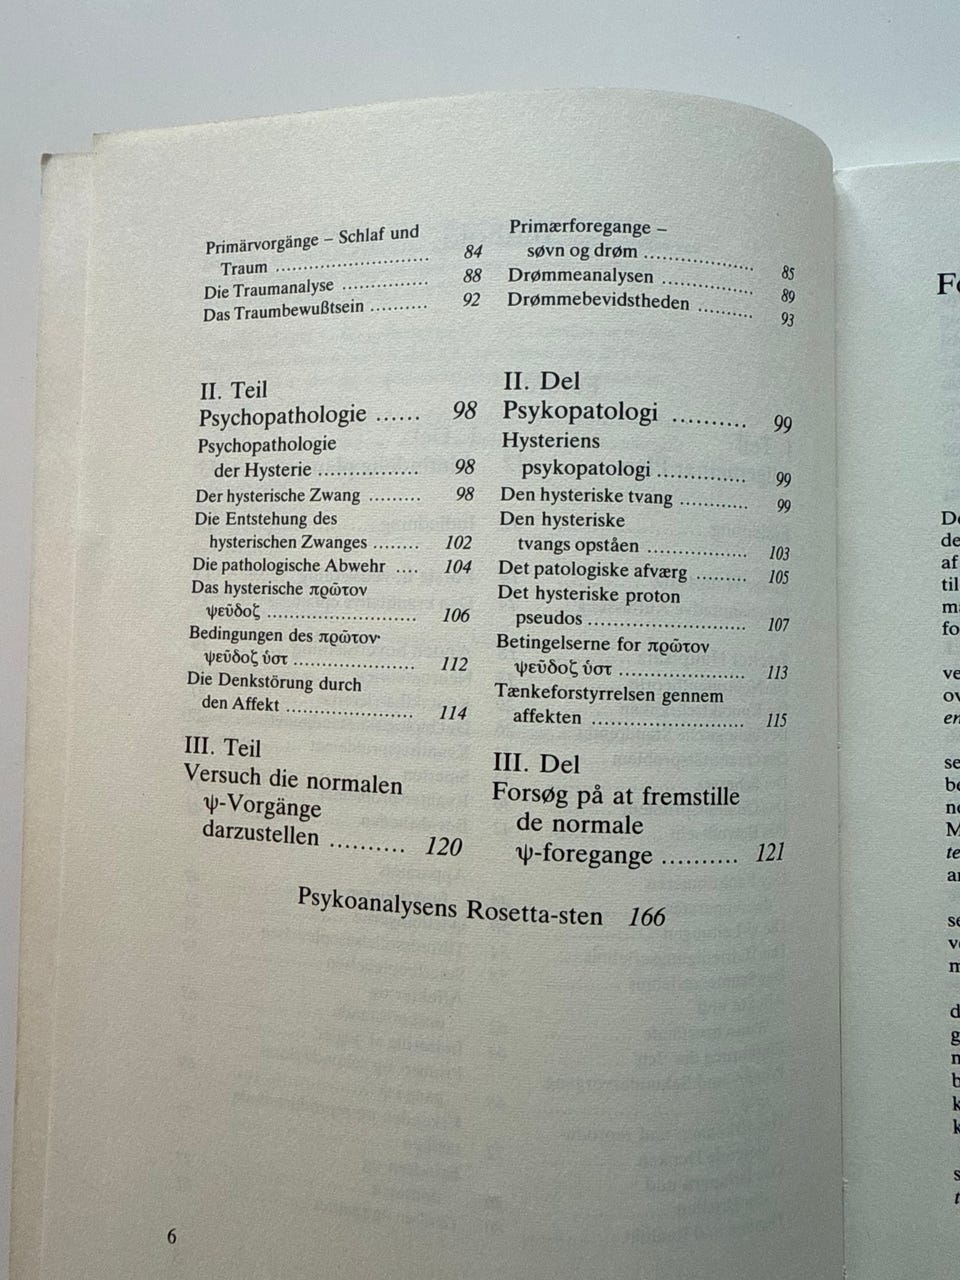 Primärvorgänge – Schlaf und
Traum ............................ 84
Die Traumanalyse ............... 88
Das Traumbewußtsein .......... 92
II. Teil
Psychopathologie ...... 98
Psychopathologie
der Hysterie ................. 98
Der hysterische Zwang ......... 98
Die Entstehung des
hysterischen Zwanges ........ 102
Die pathologische Abwehr .... 104
Das hysterische πρῶτον
ψεῦδοζ .......................... 106
Bedingungen des πρῶτον·
ψεῦδοζ ὑστ ..................... 112
Die Denkstörung durch
den Affekt ..................... 114
III. Teil
Versuch die normalen
ψ-Vorgänge
darzustellen .......... 120
Primærforegange –
søvn og drøm ................... 85
Drømmeanalysen .................... 89
Drømmebevidstheden .......... 93
II. Del
Psykopatologi .......... 99
Hysteriens
psykopatologi ................ 99
Den hysteriske tvang ............ 99
Den hysteriske
tvangs opståen .................. 103
Det patologiske afværg ......... 105
Det hysteriske proton
pseudos ............................ 107
Betingelserne for πρῶτον
ψεῦδοζ ὑστ ...................... 113
Tænkeforstyrrelsen gennem
affekten ........................... 115
III. Del
Forsøg på at fremstille
de normale
ψ-foregange .......... 121
Psykoanalysens Rosetta-sten 166
6